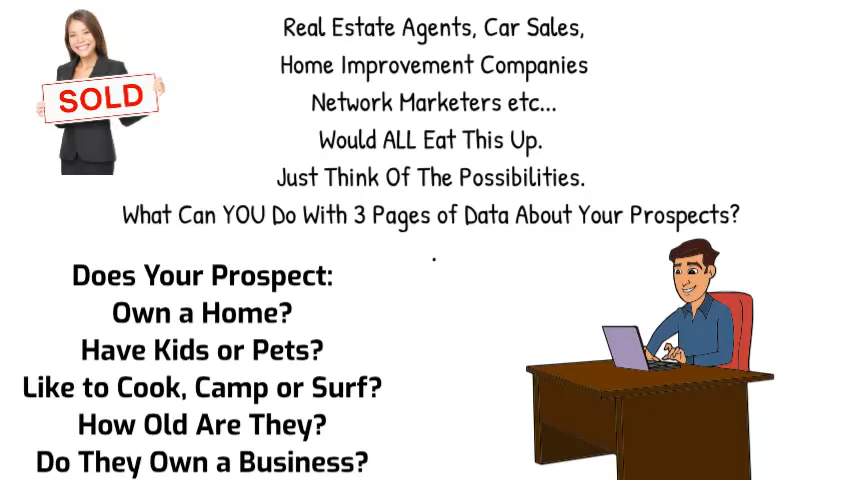 SOLD
Real Estate Agents, Car Sales,
Home Improvement Companies
Network Marketers etc...
Would ALL Eat This Up.
Just Think Of The Possibilities.
What Can YOU Do With 3 Pages of Data About Your Prospects?
.
Does Your Prospect:
Own a Home?
Have Kids or Pets?
Like to Cook, Camp or Surf?
How Old Are They?
Do They Own a Business?